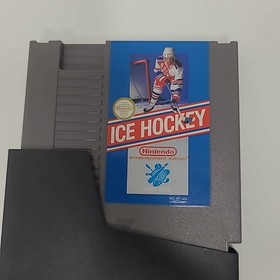 ICE HOCKEY
Nintendo
ENTERTAINMENT SYSTEM